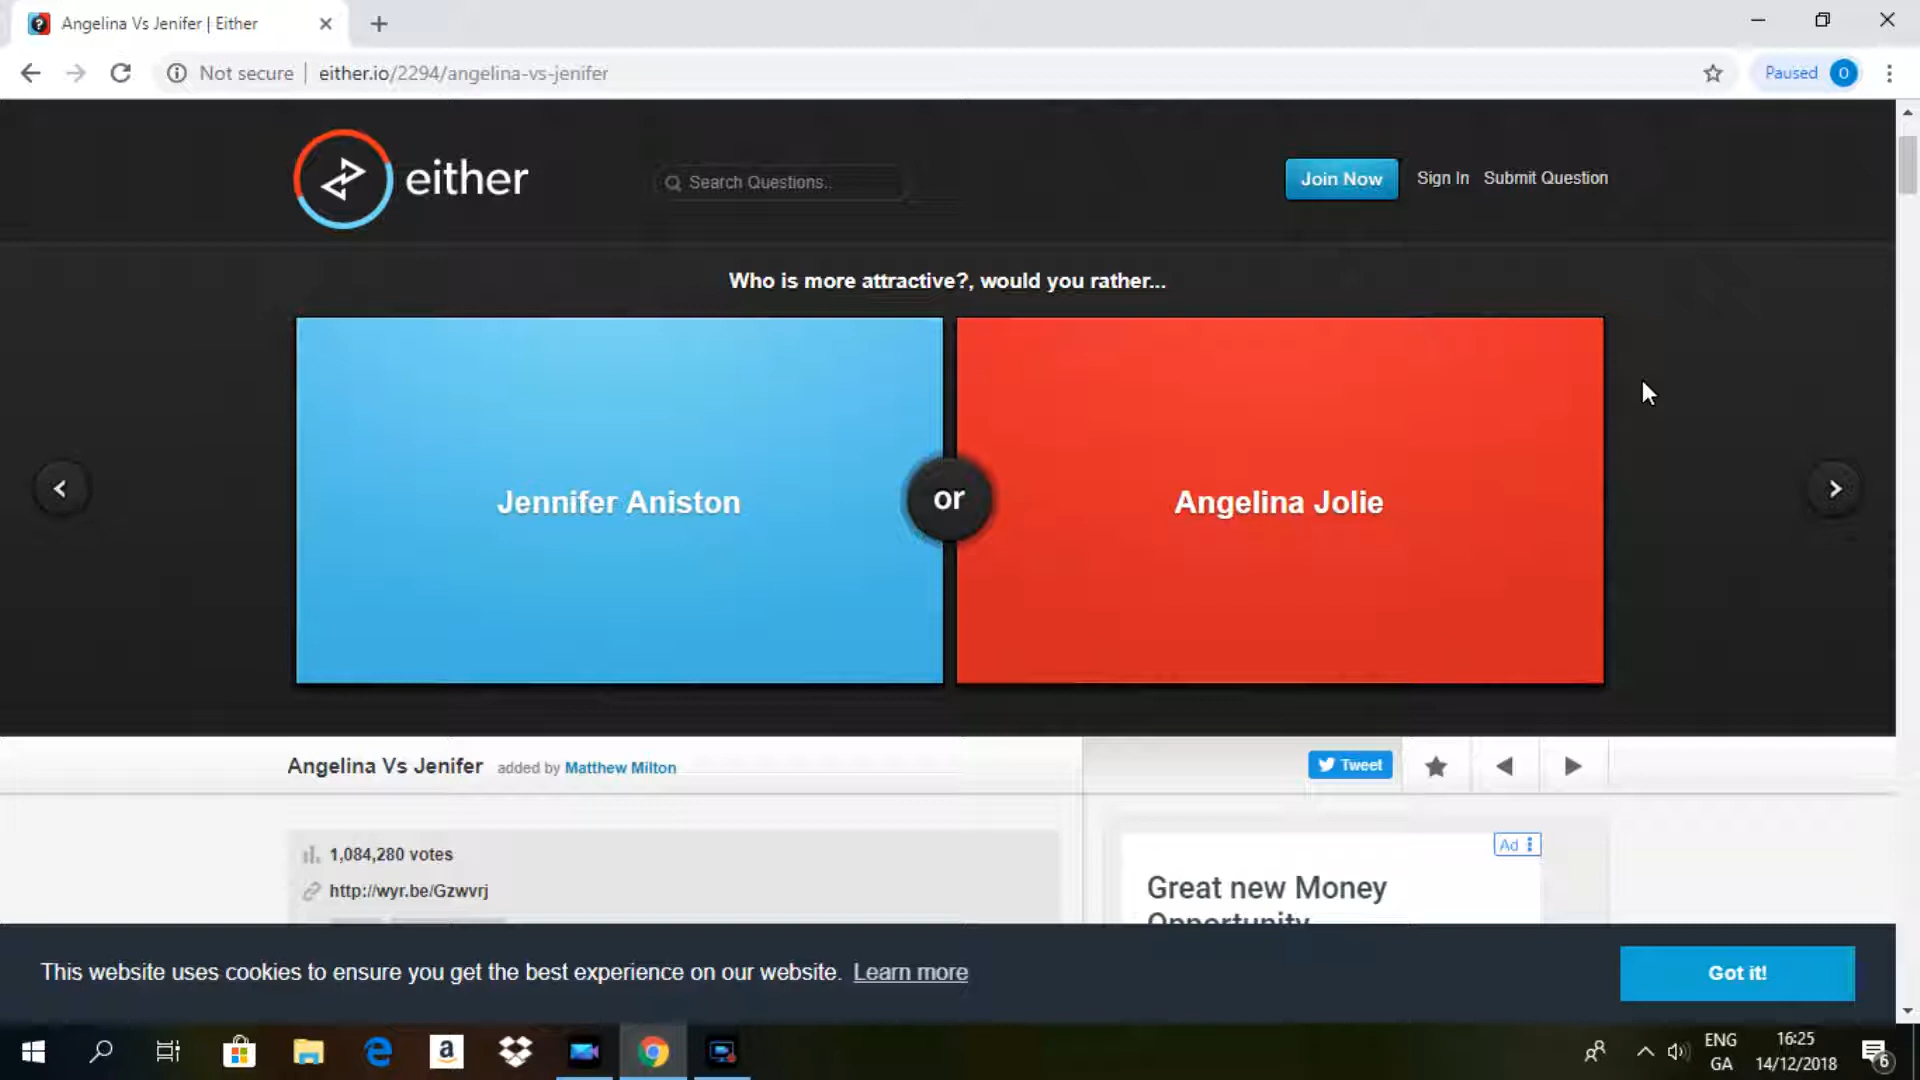 Angelina Vs Jenifer | Either
Not secure
either.io/2294/angelina-vs-jenifer
Paused
O
either
Search Questions..
Join Now
Sign In
Submit Question
Who is more attractive?, would you rather...
Jennifer Aniston
or
Angelina Jolie
Angelina Vs Jenifer
added by Matthew Milton
Tweet
1,084,280 votes
http://wyr.be/Gzwvrj
Ad
Great new Money
Opportunity
This website uses cookies to ensure you get the best experience on our website. Learn more
Got it!
ENG
GA
16:25
14/12/2018
6